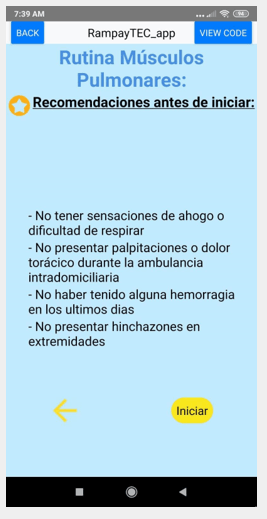 7:39 AM
94
BACK
RampayTEC_app
VIEW CODE
Rutina Músculos
Pulmonares:
Recomendaciones antes de iniciar:
- No tener sensaciones de ahogo o
dificultad de respirar
- No presentar palpitaciones o dolor
torácico durante la ambulancia
intradomiciliaria
- No haber tenido alguna hemorragia
en los ultimos dias
- No presentar hinchazones en
extremidades
Iniciar